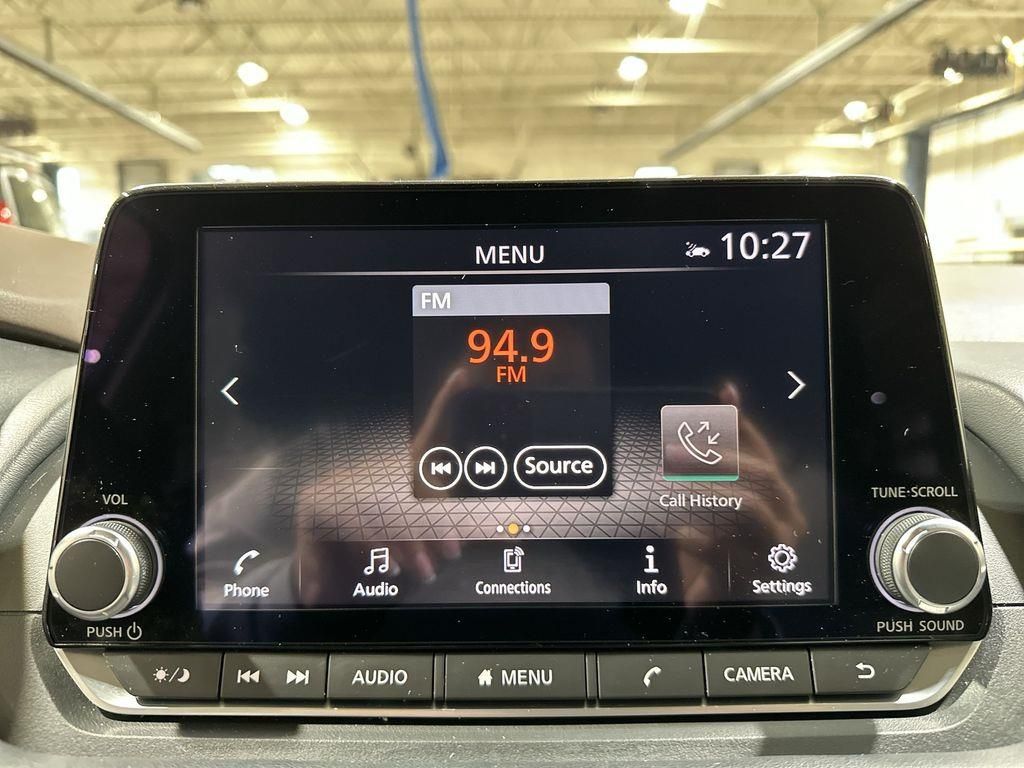 MENU
10:27
FM
94.9
FM
Source
Call History
VOL
TUNE·SCROLL
Phone
Audio
Connections
Info
Settings
PUSH
PUSH SOUND
AUDIO
MENU
CAMERA